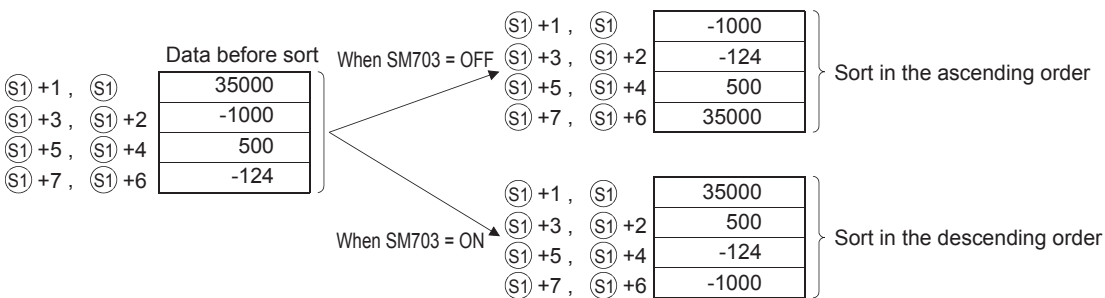 Data before sort
(S1) +1 , (S1) 35000
(S1) +3 , (S1) +2 -1000
(S1) +5 , (S1) +4 500
(S1) +7 , (S1) +6 -124
When SM703 = OFF
(S1) +1 , (S1) -1000
(S1) +3 , (S1) +2 -124
(S1) +5 , (S1) +4 500
(S1) +7 , (S1) +6 35000
Sort in the ascending order
When SM703 = ON
(S1) +1 , (S1) 35000
(S1) +3 , (S1) +2 500
(S1) +5 , (S1) +4 -124
(S1) +7 , (S1) +6 -1000
Sort in the descending order